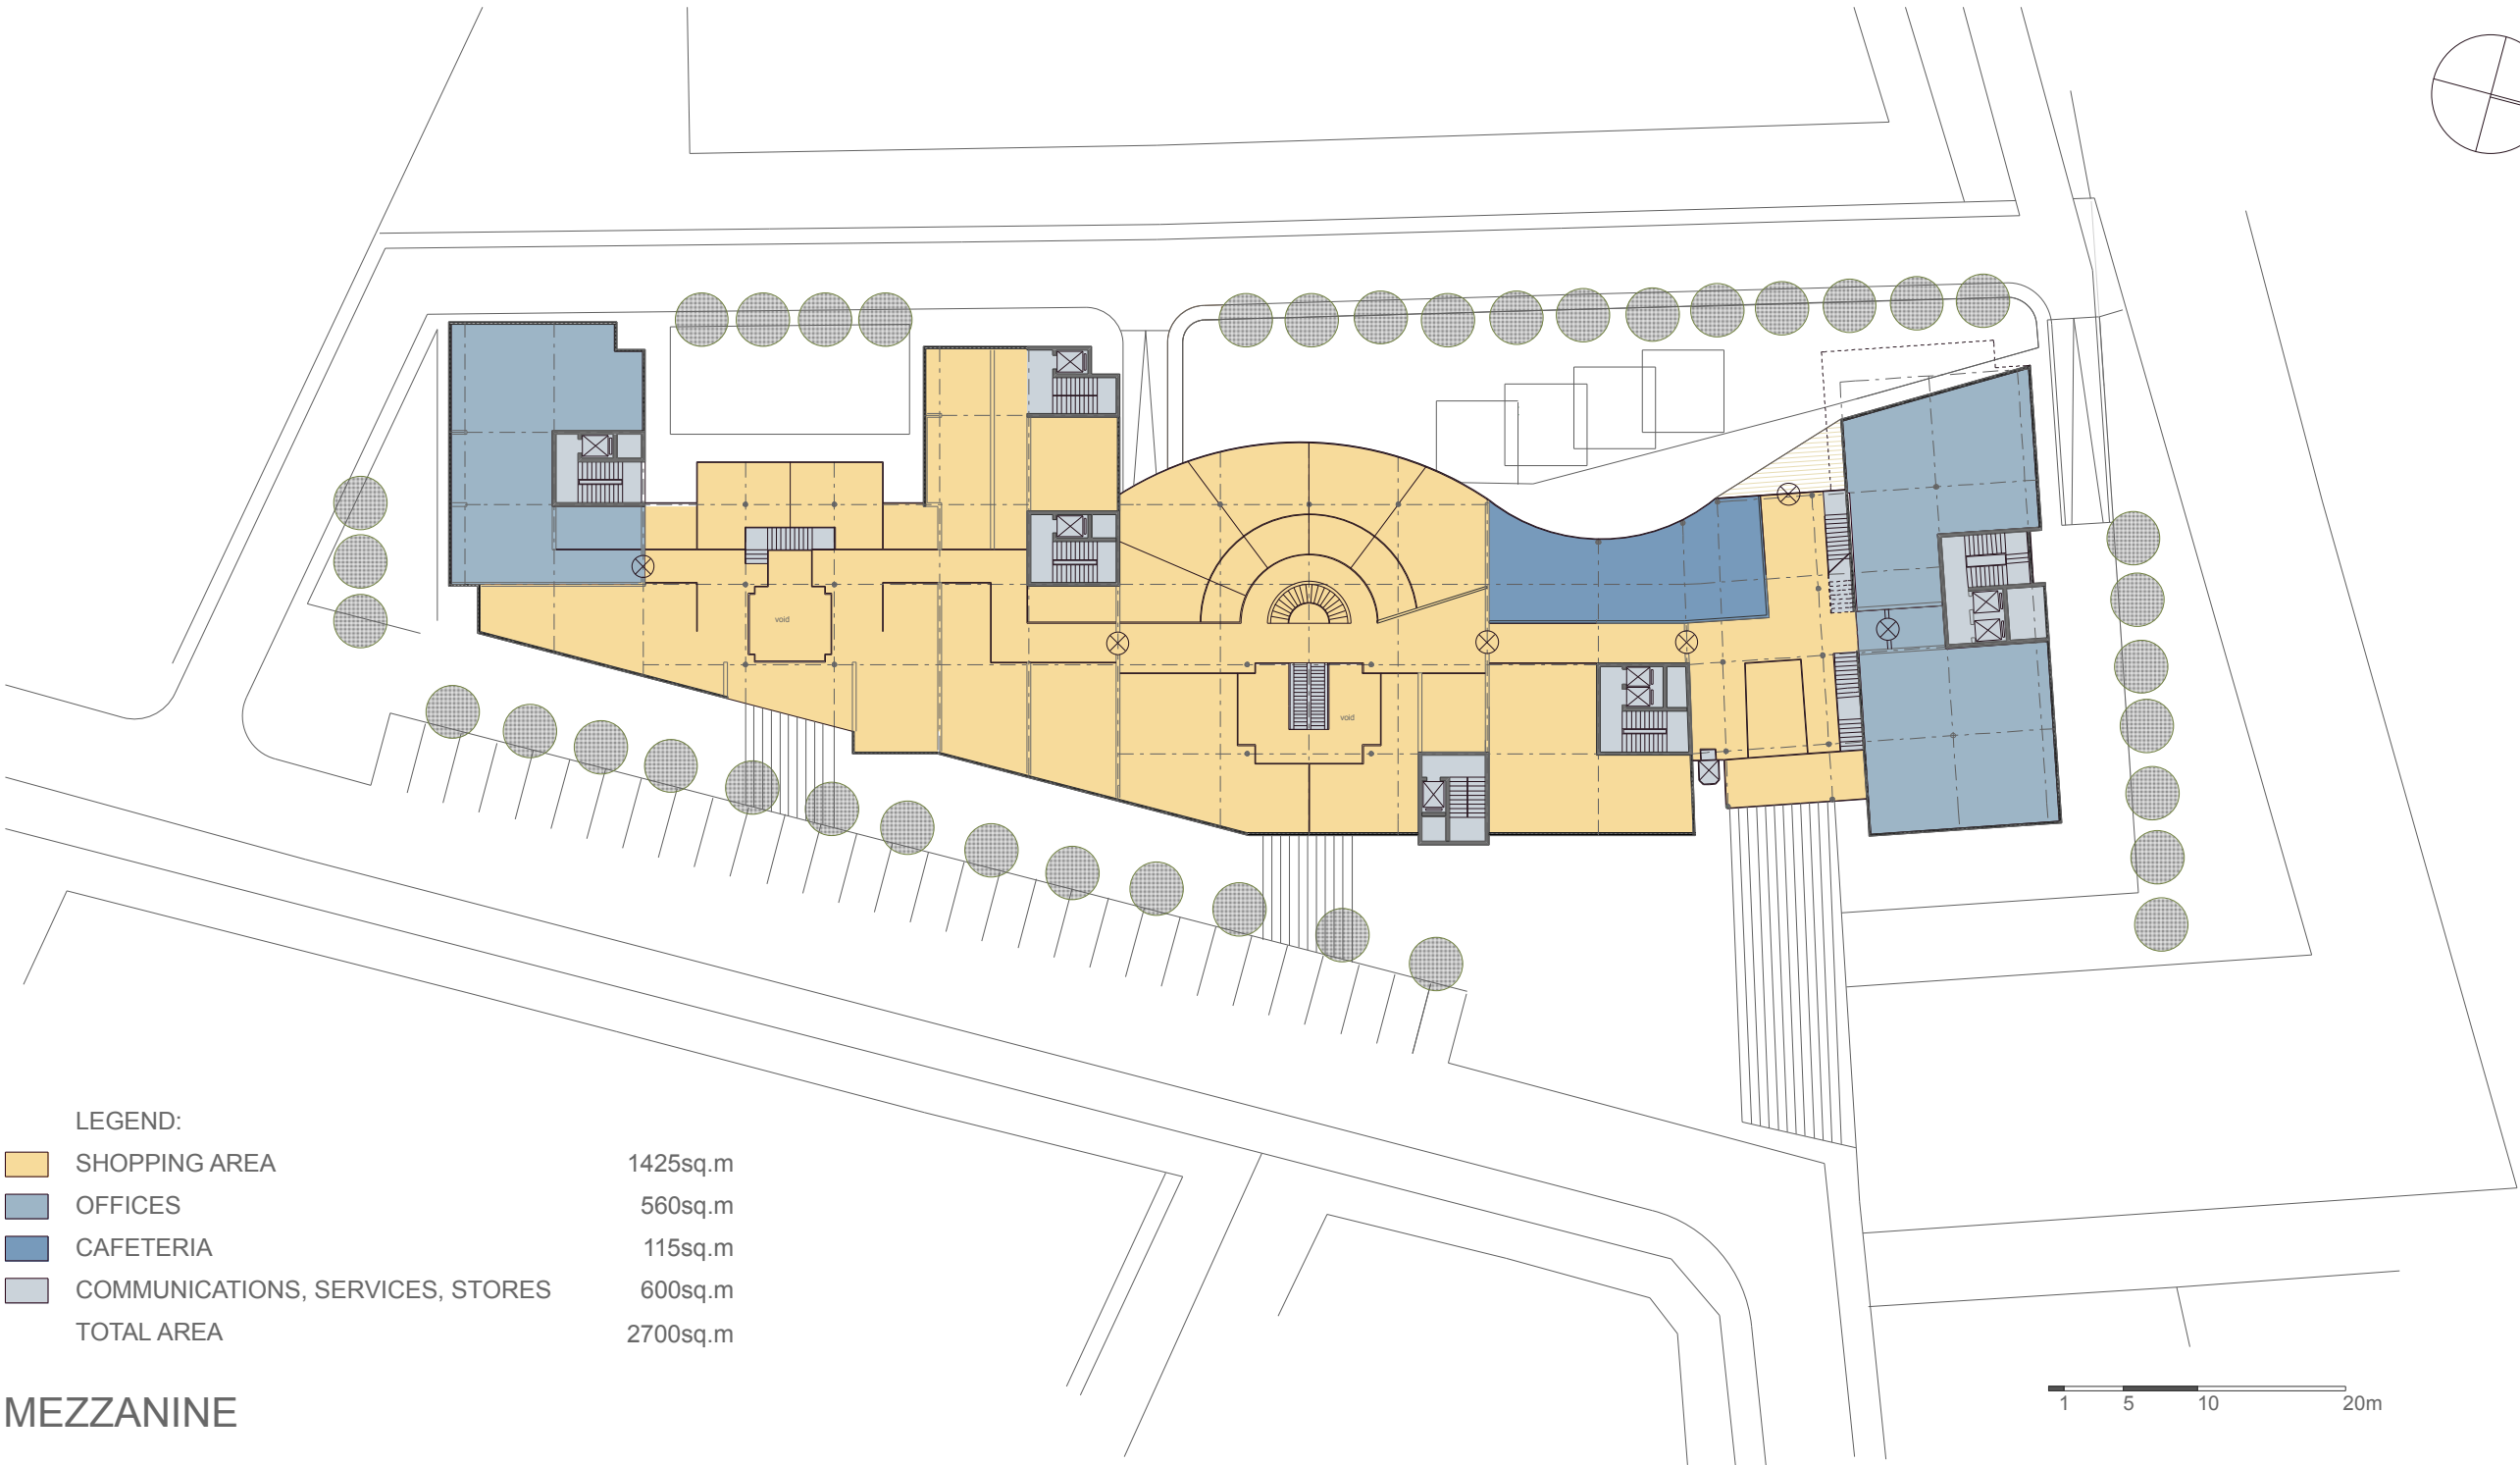 void
void
LEGEND:
SHOPPING AREA 1425sq.m
OFFICES 560sq.m
CAFETERIA 115sq.m
COMMUNICATIONS, SERVICES, STORES 600sq.m
TOTAL AREA 2700sq.m
MEZZANINE
1 5 10 20m